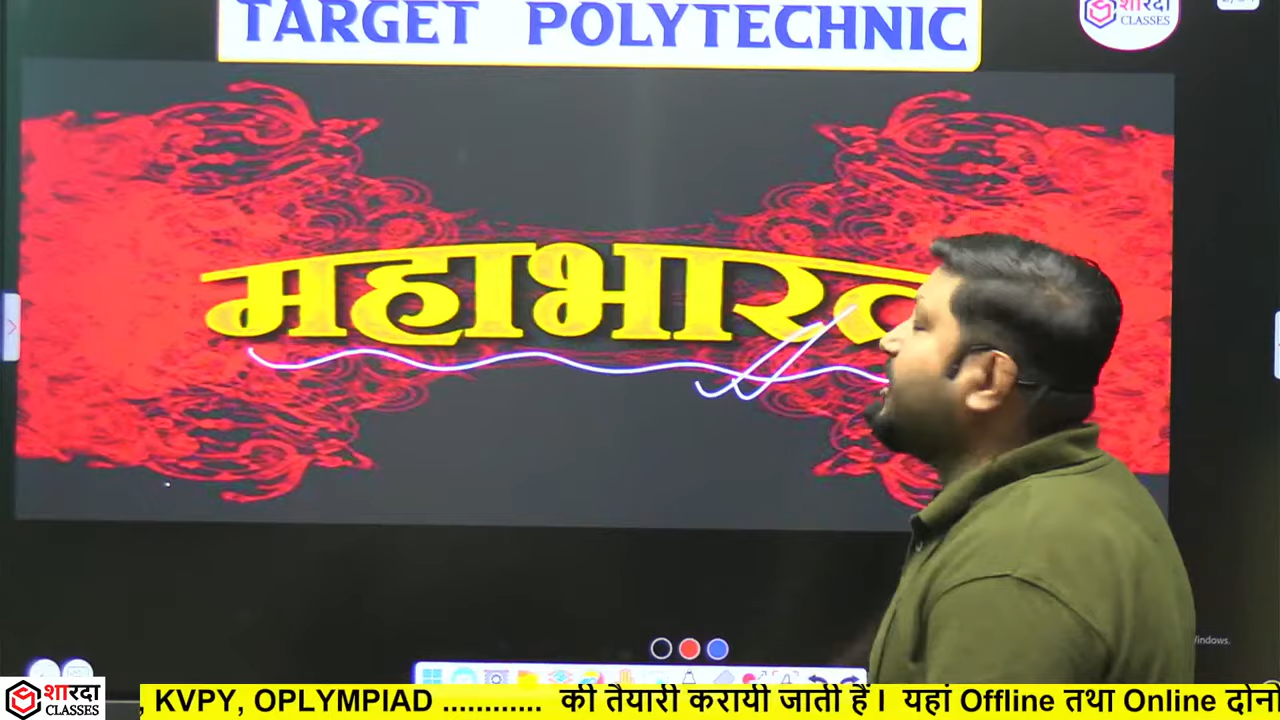 TARGET POLYTECHNIC
शारदा
CLASSES
महाभारत
शारदा
CLASSES
, KVPY, OPLYMPIAD ............ की तैयारी करायी जाती हैं। यहां Offline तथा Online दोनो